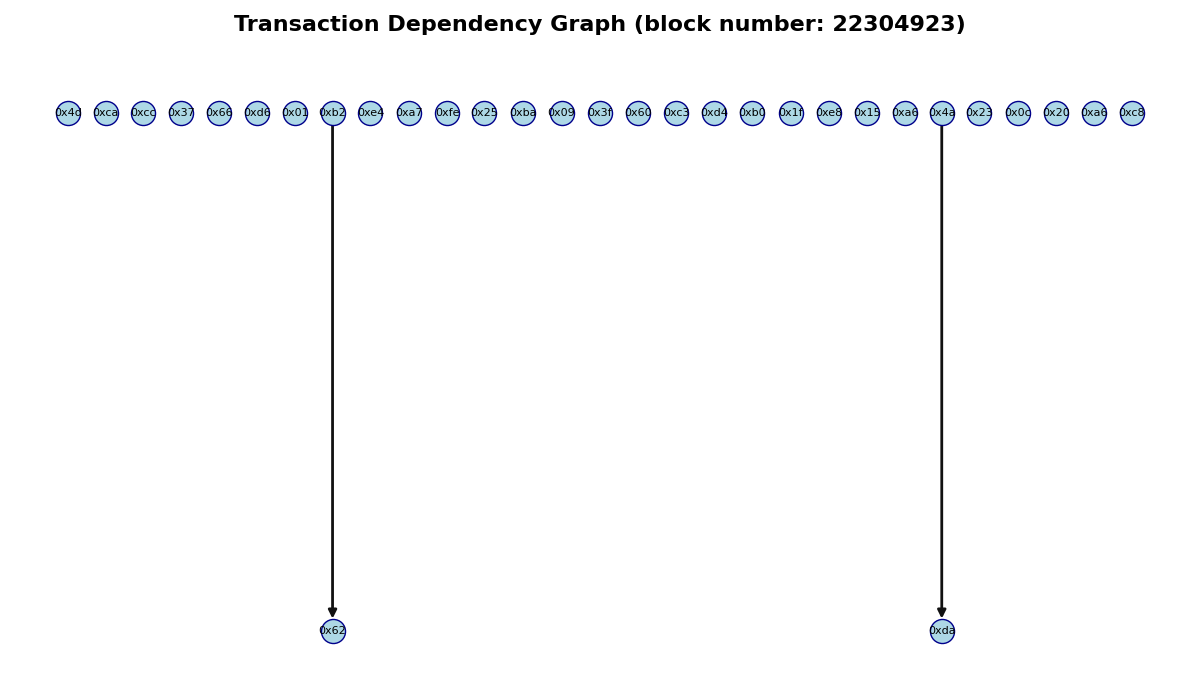 Transaction Dependency Graph (block number: 22304923)
0x4d 0xca 0xcc 0x37 0x66 0xd6 0x01 0xb2 0xe4 0xa7 0xfe 0x25 0xba 0x09 0x3f 0x60 0xc3 0xd4 0xb0 0x1f 0xe8 0x15 0xa6 0x4a 0x23 0x0c 0x20 0xa6 0xc8
0x62 0xda